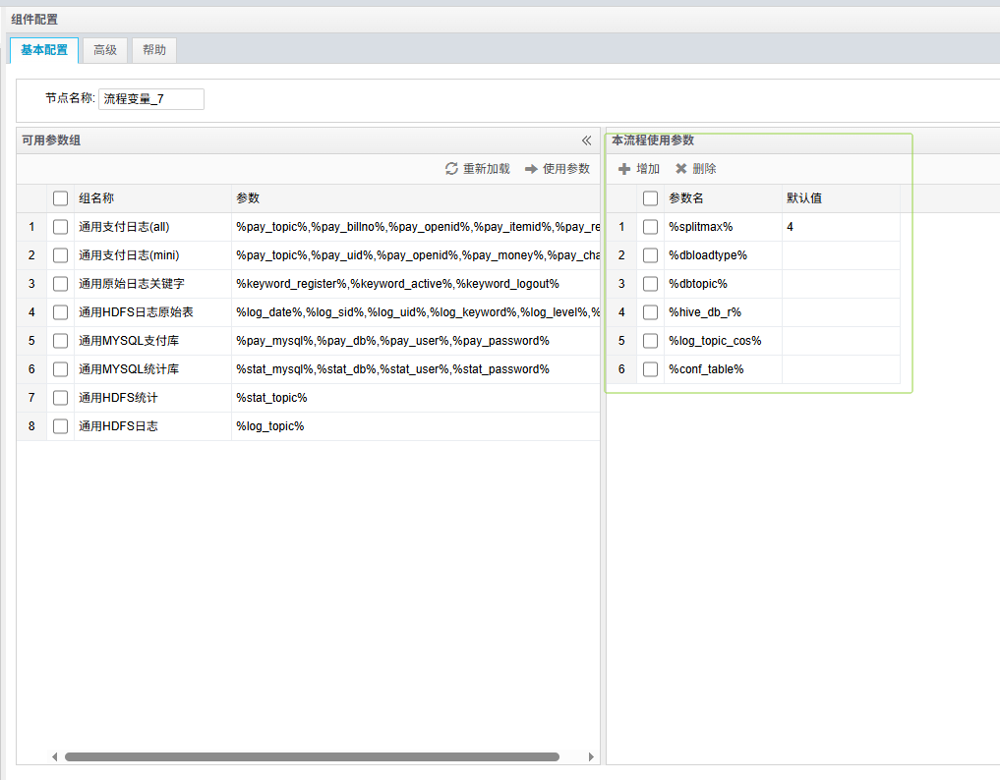 组件配置
基本配置 高级 帮助
节点名称: 流程变量_7
可用参数组
重新加载 使用参数
组名称 参数
1 通用支付日志(all) %pay_topic%,%pay_billno%,%pay_openid%,%pay_itemid%,%pay_re
2 通用支付日志(mini) %pay_topic%,%pay_uid%,%pay_openid%,%pay_money%,%pay_cha
3 通用原始日志关键字 %keyword_register%,%keyword_active%,%keyword_logout%
4 通用HDFS日志原始表 %log_date%,%log_sid%,%log_uid%,%log_keyword%,%log_level%,%
5 通用MYSQL支付库 %pay_mysql%,%pay_db%,%pay_user%,%pay_password%
6 通用MYSQL统计库 %stat_mysql%,%stat_db%,%stat_user%,%stat_password%
7 通用HDFS统计 %stat_topic%
8 通用HDFS日志 %log_topic%
本流程使用参数
增加 删除
参数名 默认值
1 %splitmax% 4
2 %dbloadtype%
3 %dbtopic%
4 %hive_db_r%
5 %log_topic_cos%
6 %conf_table%